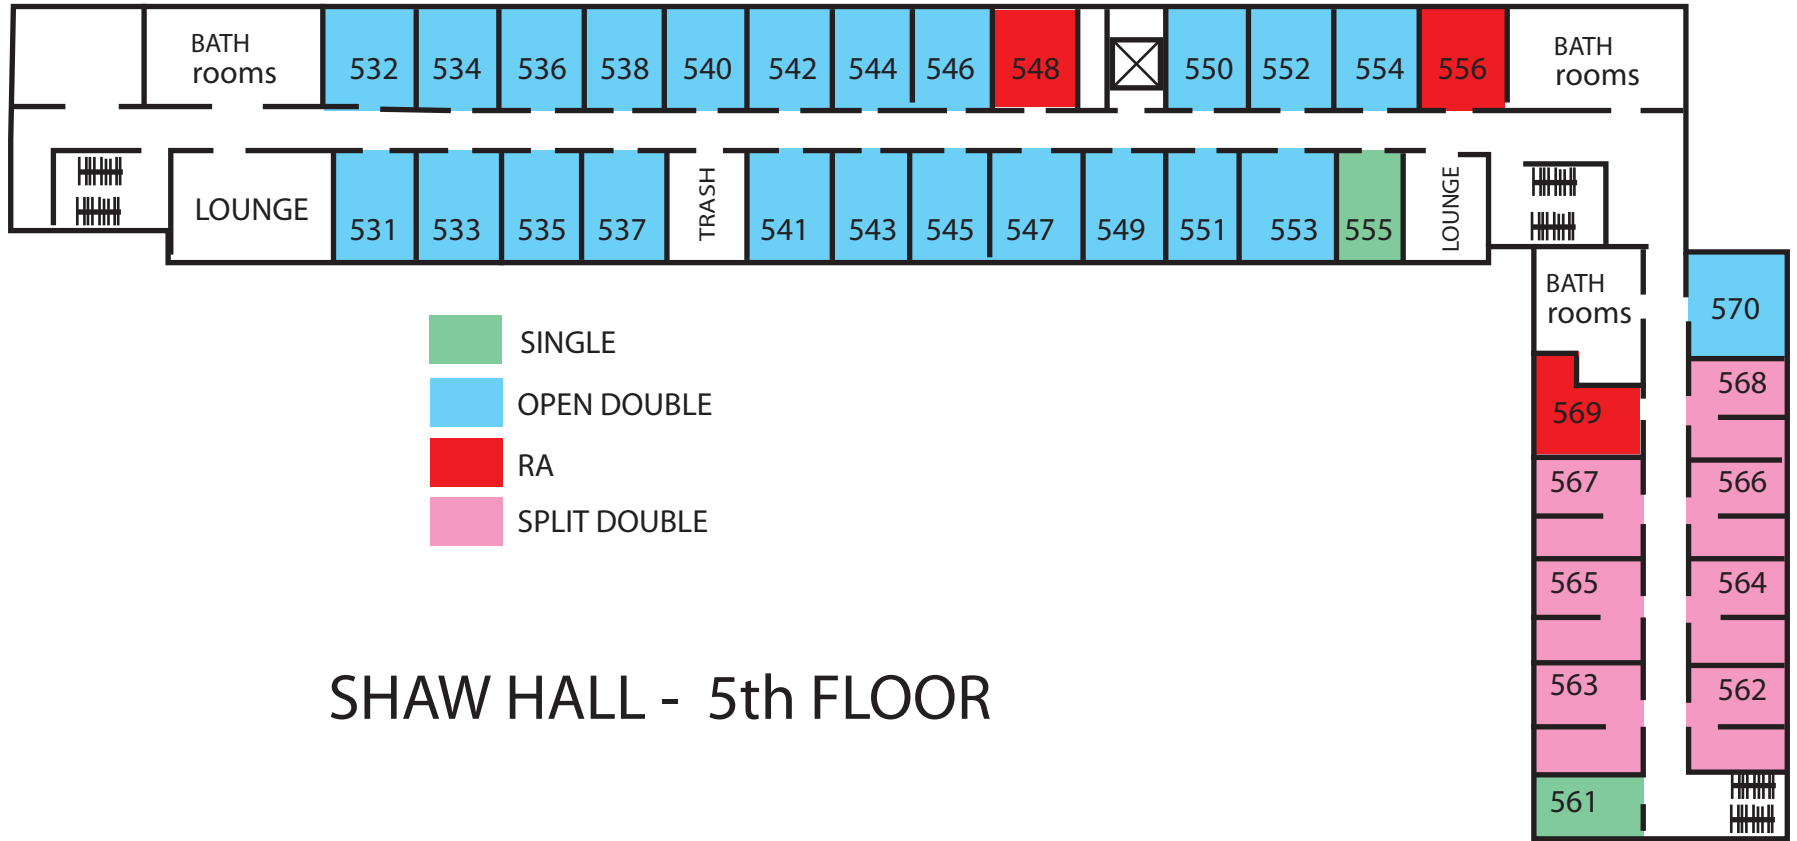 BATH
rooms
532
534
536
538
540
542
544
546
548
550
552
554
556
BATH
rooms
LOUNGE
531
533
535
537
TRASH
541
543
545
547
549
551
553
555
LOUNGE
BATH
rooms
570
568
569
567
566
565
564
563
562
561
SINGLE
OPEN DOUBLE
RA
SPLIT DOUBLE
SHAW HALL - 5th FLOOR